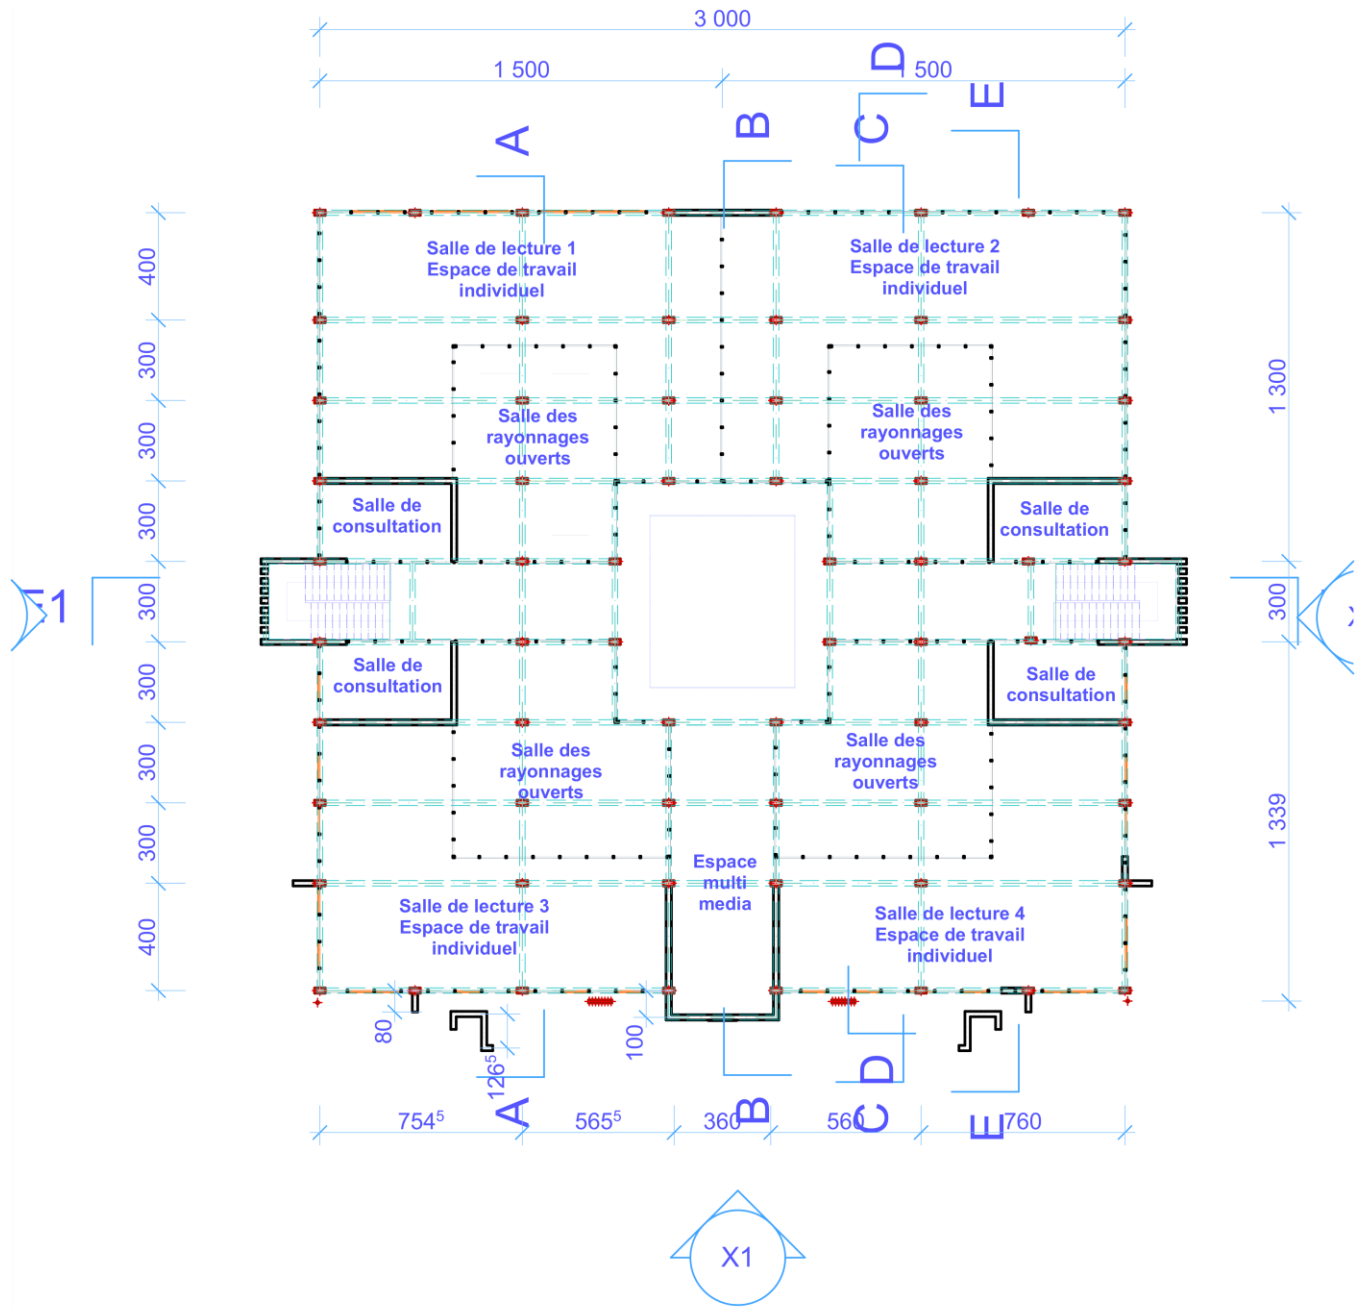 3 000
1 500
1 500
D
E
B
C
A
Salle de lecture 1
Espace de travail
individuel
Salle de lecture 2
Espace de travail
individuel
400
300
300
300
300
300
300
300
400
1 300
300
1 339
Salle des
rayonnages
ouverts
Salle des
rayonnages
ouverts
Salle de
consultation
Salle de
consultation
Salle de
consultation
Salle de
consultation
Salle des
rayonnages
ouverts
Salle des
rayonnages
ouverts
Espace
multi
media
Salle de lecture 3
Espace de travail
individuel
Salle de lecture 4
Espace de travail
individuel
80
126⁵
100
A
B
C
D
E
754⁵
565⁵
360
560
760
X1